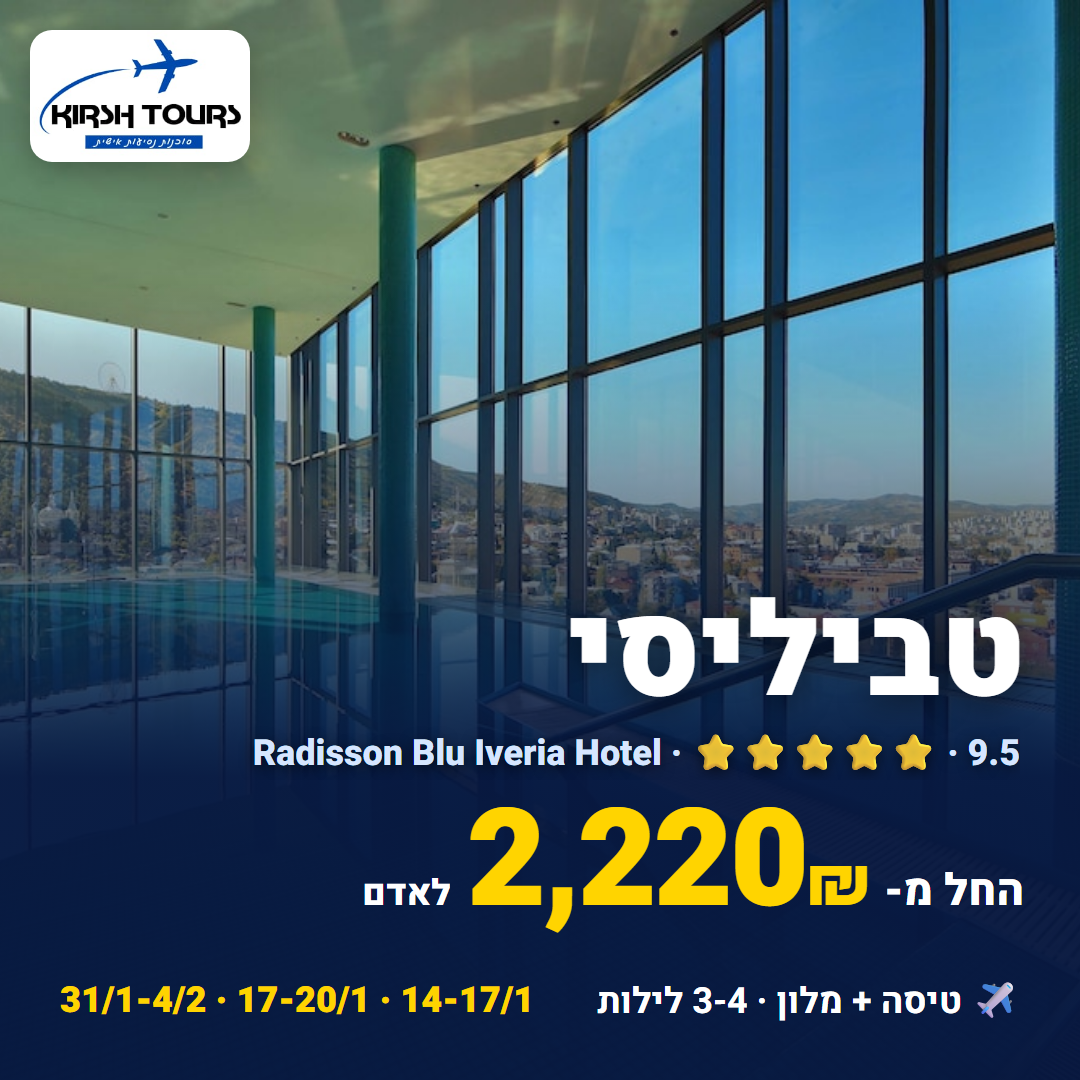 KIRSH TOURS
סוכנות נסיעות אישית
טביליסי
9.5 · ⭐⭐⭐⭐⭐ · Radisson Blu Iveria Hotel
החל מ- ₪2,220 לאדם
✈️ טיסה + מלון · 3-4 לילות
14-17/1 · 17-20/1 · 31/1-4/2